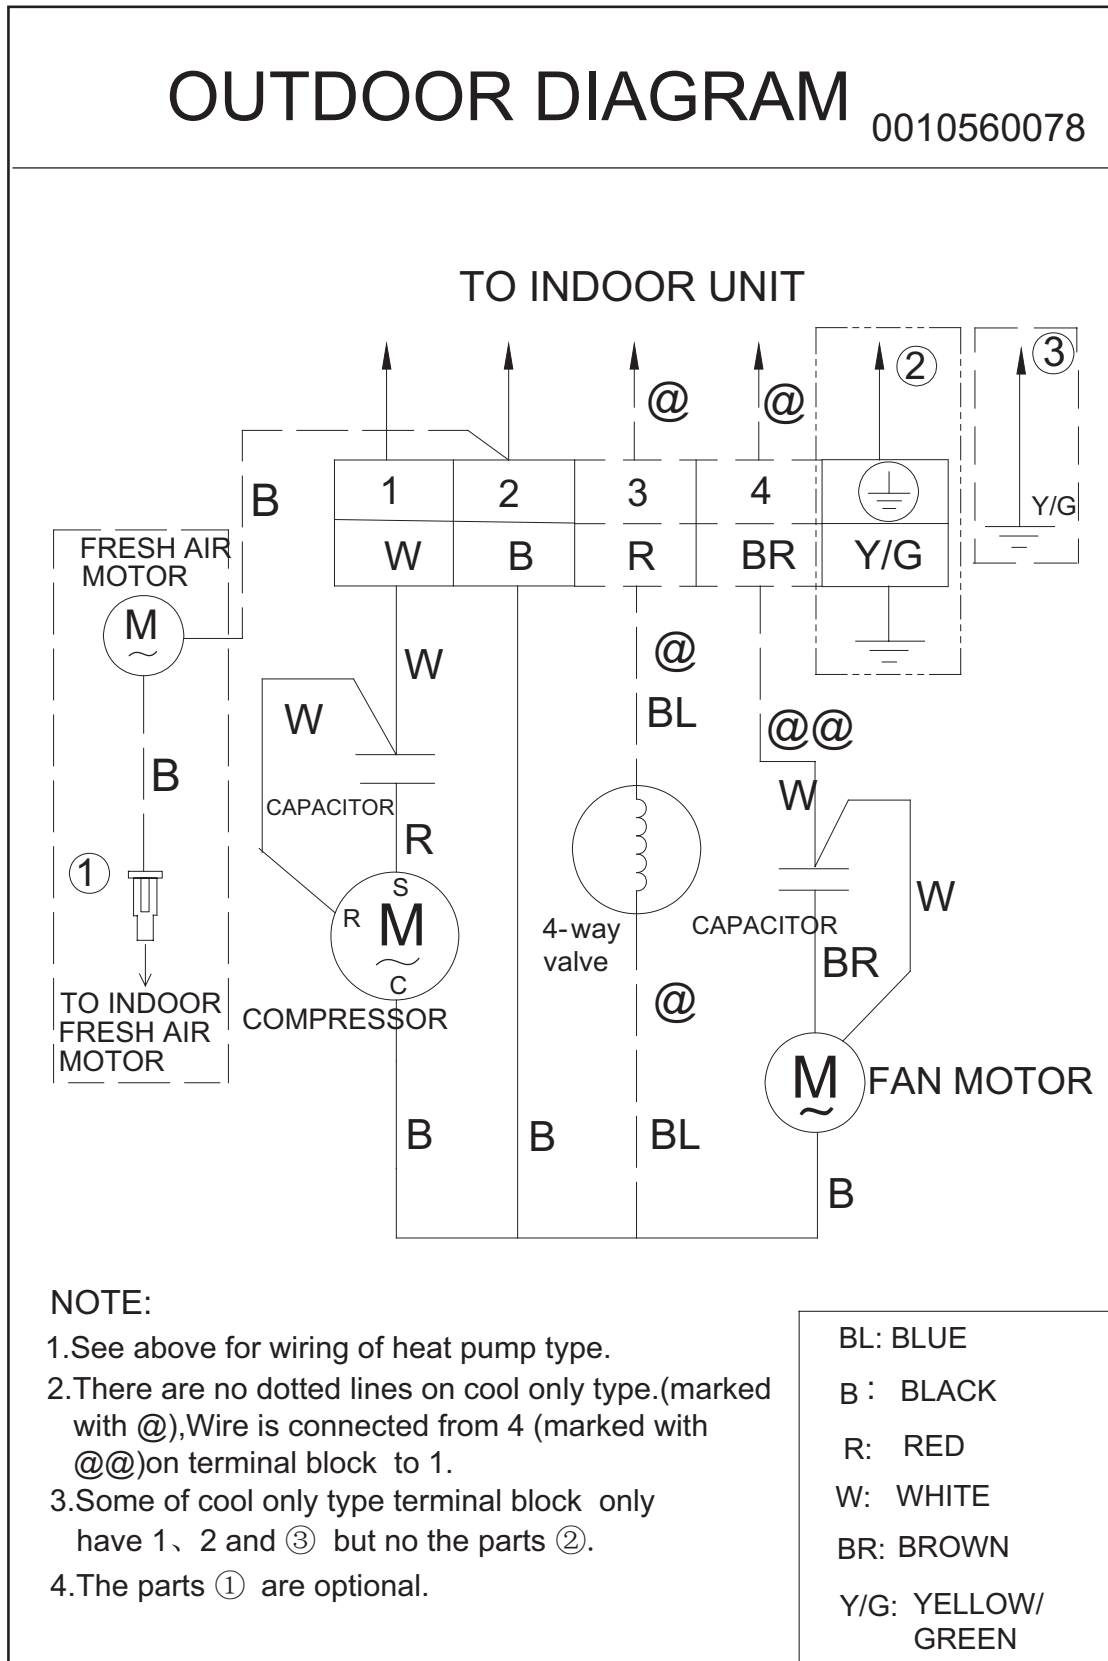 OUTDOOR DIAGRAM 0010560078
TO INDOOR UNIT
@ @ ② ③
B 1 2 3 4 Y/G
W B R BR Y/G
FRESH AIR
MOTOR
M
~
W @
BL @@
W W
B
CAPACITOR
R
①
S
R M
~
C
COMPRESSOR
4-way
valve
CAPACITOR
W
BR
@
TO INDOOR
FRESH AIR
MOTOR
M
~
FAN MOTOR
B B BL
B
NOTE:
1.See above for wiring of heat pump type.
2.There are no dotted lines on cool only type.(marked
with @),Wire is connected from 4 (marked with
@@)on terminal block to 1.
3.Some of cool only type terminal block only
have 1、2 and ③ but no the parts ②.
4.The parts ① are optional.
BL: BLUE
B : BLACK
R: RED
W: WHITE
BR: BROWN
Y/G: YELLOW/
GREEN